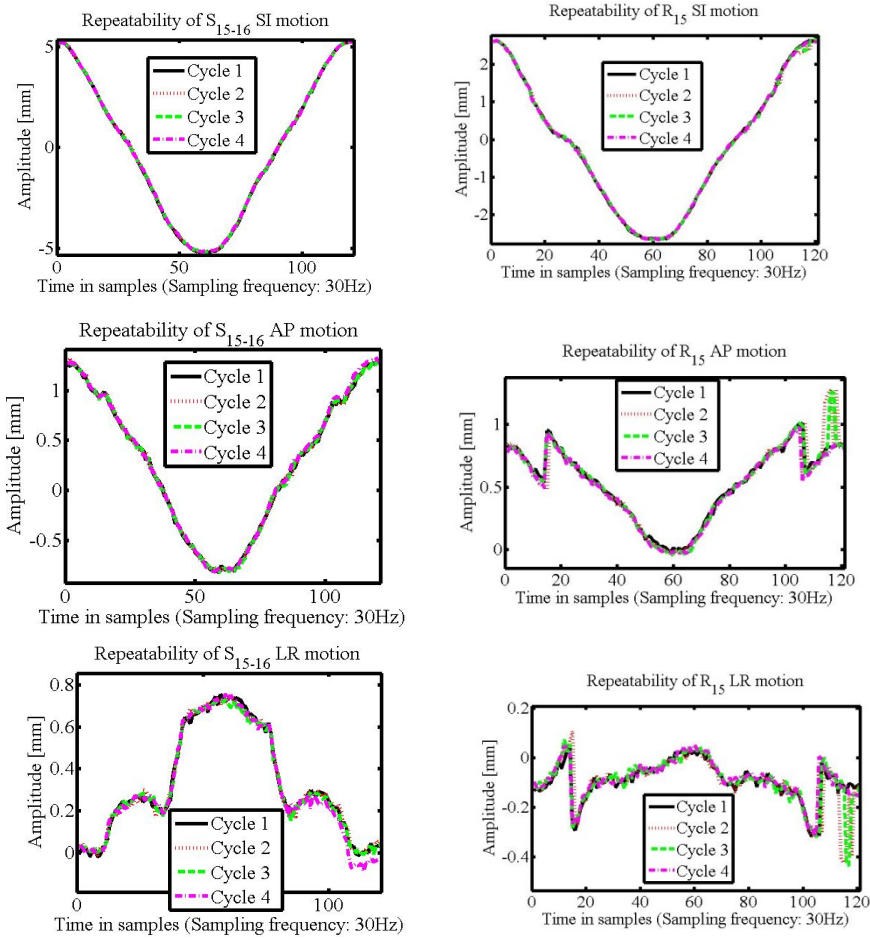 Repeatability of S15-16 SI motion
Amplitude [mm]
5
0
-5
Cycle 1
Cycle 2
Cycle 3
Cycle 4
0 50 100
Time in samples (Sampling frequency: 30Hz)
Repeatability of R15 SI motion
Amplitude [mm]
2
1
0
-1
-2
Cycle 1
Cycle 2
Cycle 3
Cycle 4
0 20 40 60 80 100 120
Time in samples (Sampling frequency: 30Hz)
Repeatability of S15-16 AP motion
Amplitude [mm]
1
0.5
0
-0.5
Cycle 1
Cycle 2
Cycle 3
Cycle 4
0 50 100
Time in samples (Sampling frequency: 30Hz)
Repeatability of R15 AP motion
Amplitude [mm]
1
0.5
0
Cycle 1
Cycle 2
Cycle 3
Cycle 4
0 20 40 60 80 100 120
Time in samples (Sampling frequency: 30Hz)
Repeatability of S15-16 LR motion
Amplitude [mm]
0.8
0.6
0.4
0.2
0
Cycle 1
Cycle 2
Cycle 3
Cycle 4
0 100
Time in samples (Sampling frequency: 30Hz)
Repeatability of R15 LR motion
Amplitude [mm]
0.2
0
-0.2
-0.4
Cycle 1
Cycle 2
Cycle 3
Cycle 4
0 20 40 60 80 100 120
Time in samples (Sampling frequency: 30Hz)